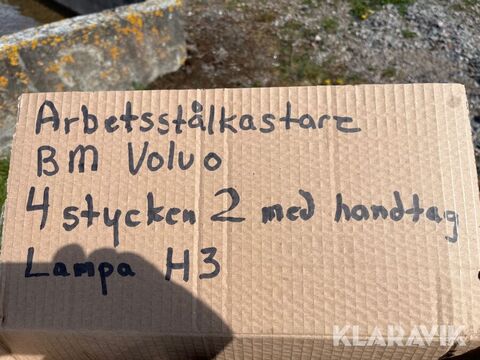 Arbetsstålkastare
BM Volvo
4 stycken 2 med handtag
Lampa H3
KLARAVIK